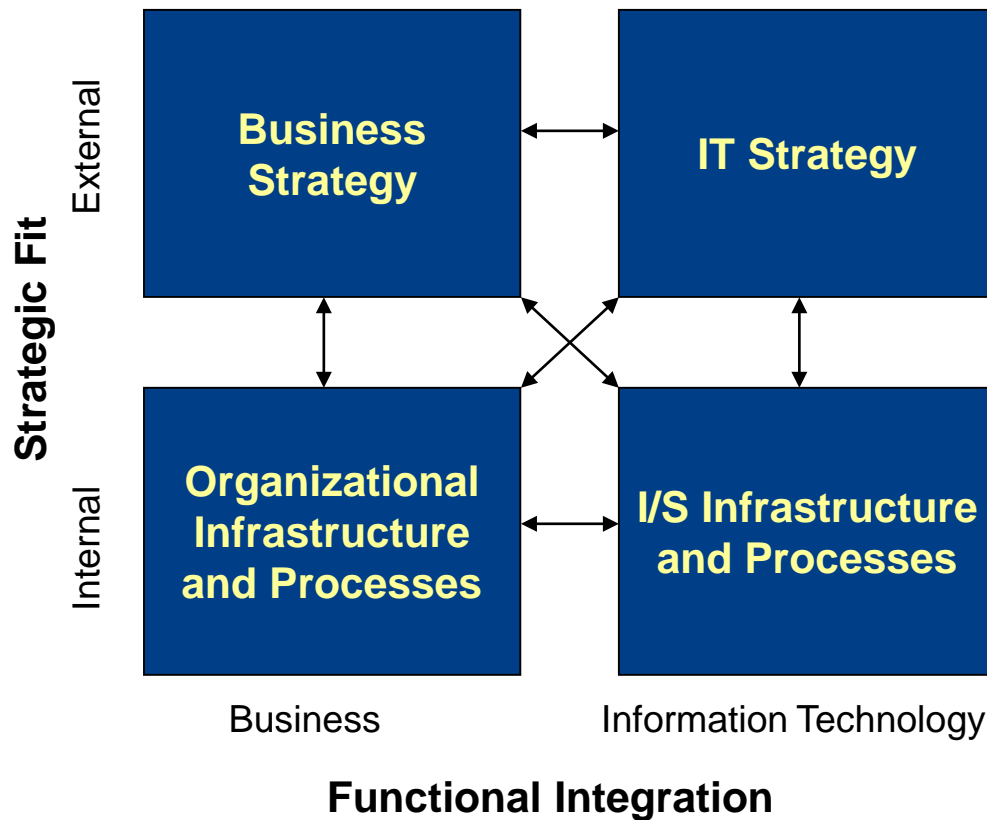 Strategic Fit
External
Business
Strategy
IT Strategy
Internal
Organizational
Infrastructure
and Processes
I/S Infrastructure
and Processes
Business
Information Technology
Functional Integration